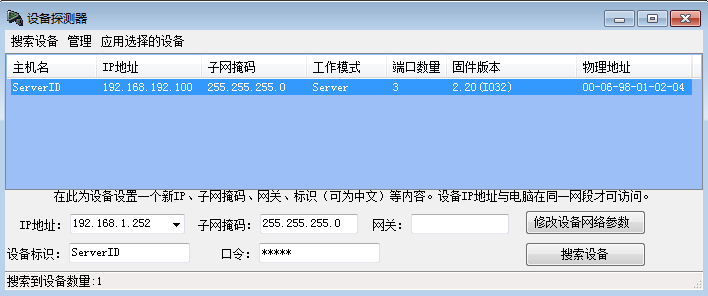 设备探测器
搜索设备 管理 应用选择的设备
主机名 IP地址 子网掩码 工作模式 端口数量 固件版本 物理地址
ServerID 192.168.192.100 255.255.255.0 Server 3 2.20(IO32) 00-06-98-01-02-04
在此为设备设置一个新IP、子网掩码、网关、标识（可为中文）等内容。设备IP地址与电脑在同一网段才可访问。
IP地址: 192.168.1.252 子网掩码: 255.255.255.0 网关: 修改设备网络参数
设备标识: ServerID 口令: ***** 搜索设备
搜索到设备数量:1